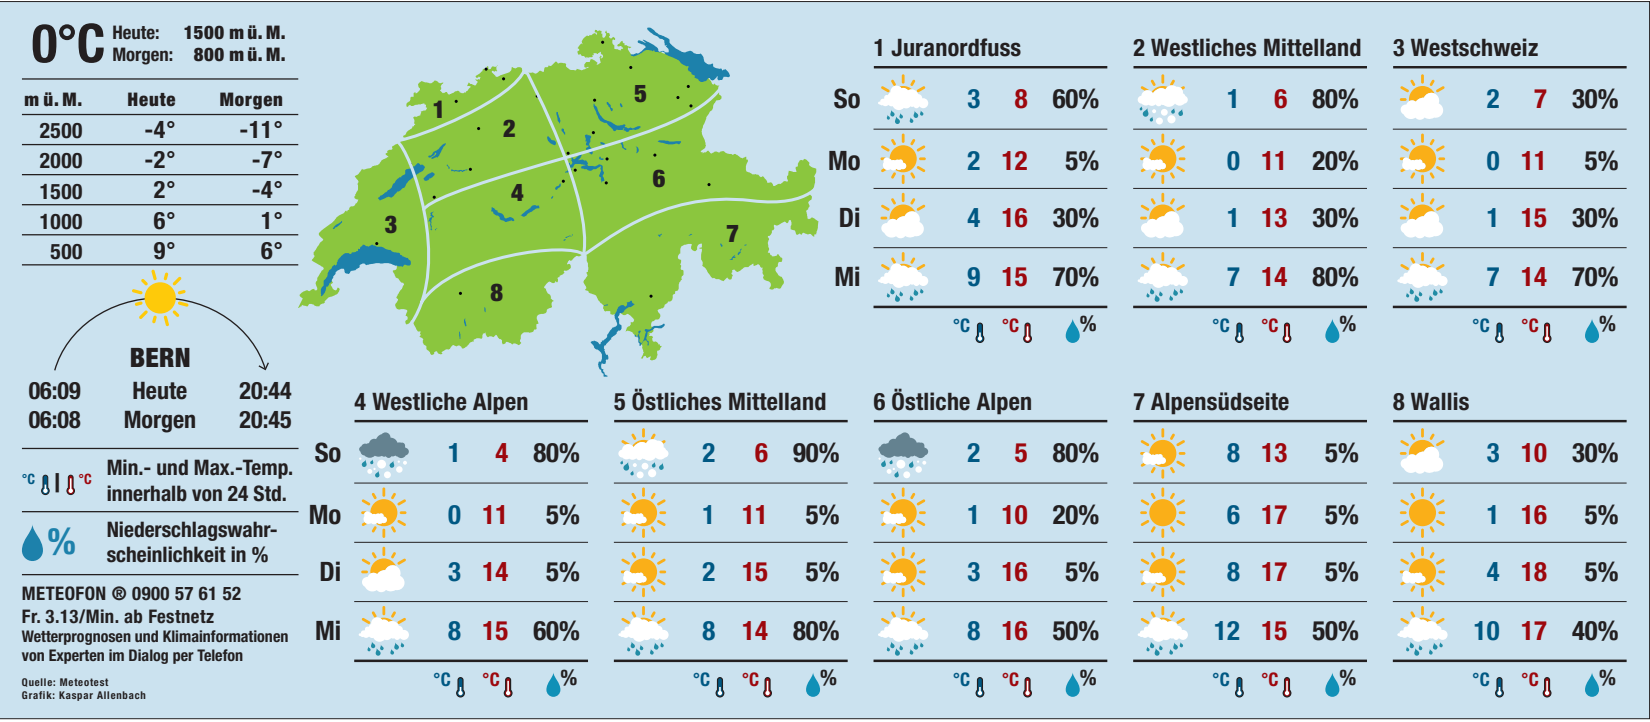 0°C
Heute: 1500 m ü. M.
Morgen: 800 m ü. M.
m ü. M. Heute Morgen
2500 -4° -11°
2000 -2° -7°
1500 2° -4°
1000 6° 1°
500 9° 6°
BERN
06:09 Heute 20:44
06:08 Morgen 20:45
°C | °C Min.- und Max.-Temp.
innerhalb von 24 Std.
% Niederschlagswahr-
scheinlichkeit in %
METEOFON ® 0900 57 61 52
Fr. 3.13/Min. ab Festnetz
Wetterprognosen und Klimainformationen
von Experten im Dialog per Telefon
Quelle: Meteotest
Grafik: Kaspar Allenbach
1
2
3
4
5
6
7
8
1 Juranordfuss 2 Westliches Mittelland 3 Westschweiz
So 3 8 60% 1 6 80% 2 7 30%
Mo 2 12 5% 0 11 20% 0 11 5%
Di 4 16 30% 1 13 30% 1 15 30%
Mi 9 15 70% 7 14 80% 7 14 70%
°C °C % °C °C % °C °C %
4 Westliche Alpen 5 Östliches Mittelland 6 Östliche Alpen 7 Alpensüdseite 8 Wallis
So 1 4 80% 2 6 90% 2 5 80% 8 13 5% 3 10 30%
Mo 0 11 5% 1 11 5% 1 10 20% 6 17 5% 1 16 5%
Di 3 14 5% 2 15 5% 3 16 5% 8 17 5% 4 18 5%
Mi 8 15 60% 8 14 80% 8 16 50% 12 15 50% 10 17 40%
°C °C % °C °C % °C °C % °C °C % °C °C %